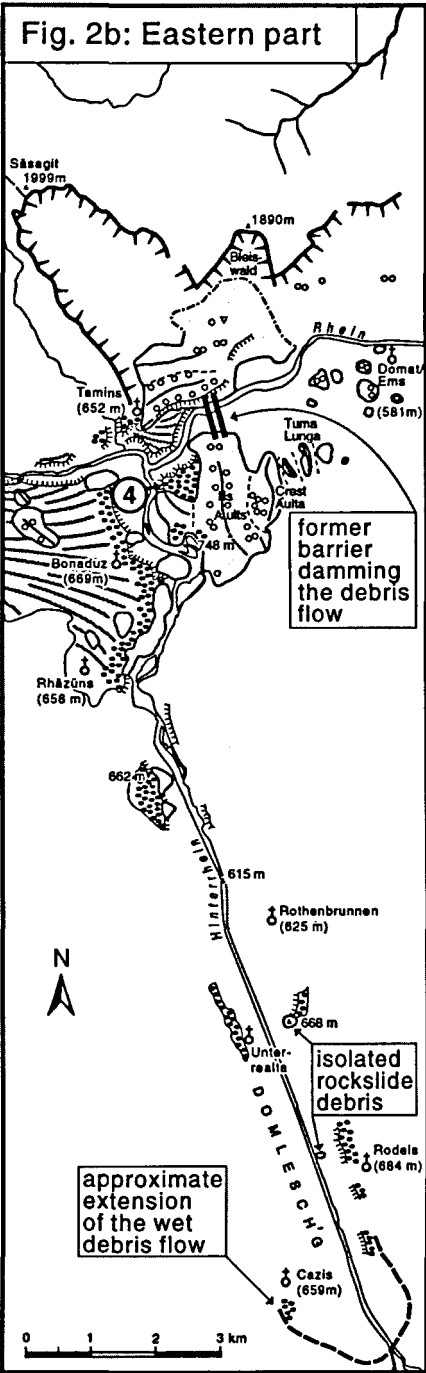 Fig. 2b: Eastern part
Säsagit
1999m
1890m
Bleis-
wald
Rhein
Domat/
Ems
(581m)
Tamins
(652 m)
Tuma
Lunga
Crest
Aulta
4
Ils
Aults
748 m
former
barrier
damming
the debris
flow
Bonaduz
(669m)
Rhäzüns
(658 m)
662 m
Hinterrhein
615 m
Rothenbrunnen
(625 m)
N
668 m
Unter-
realta
isolated
rockslide
debris
DOMLESCH'G
Rodels
(684 m)
approximate
extension
of the wet
debris flow
Cazis
(659m)
0 1 2 3 km